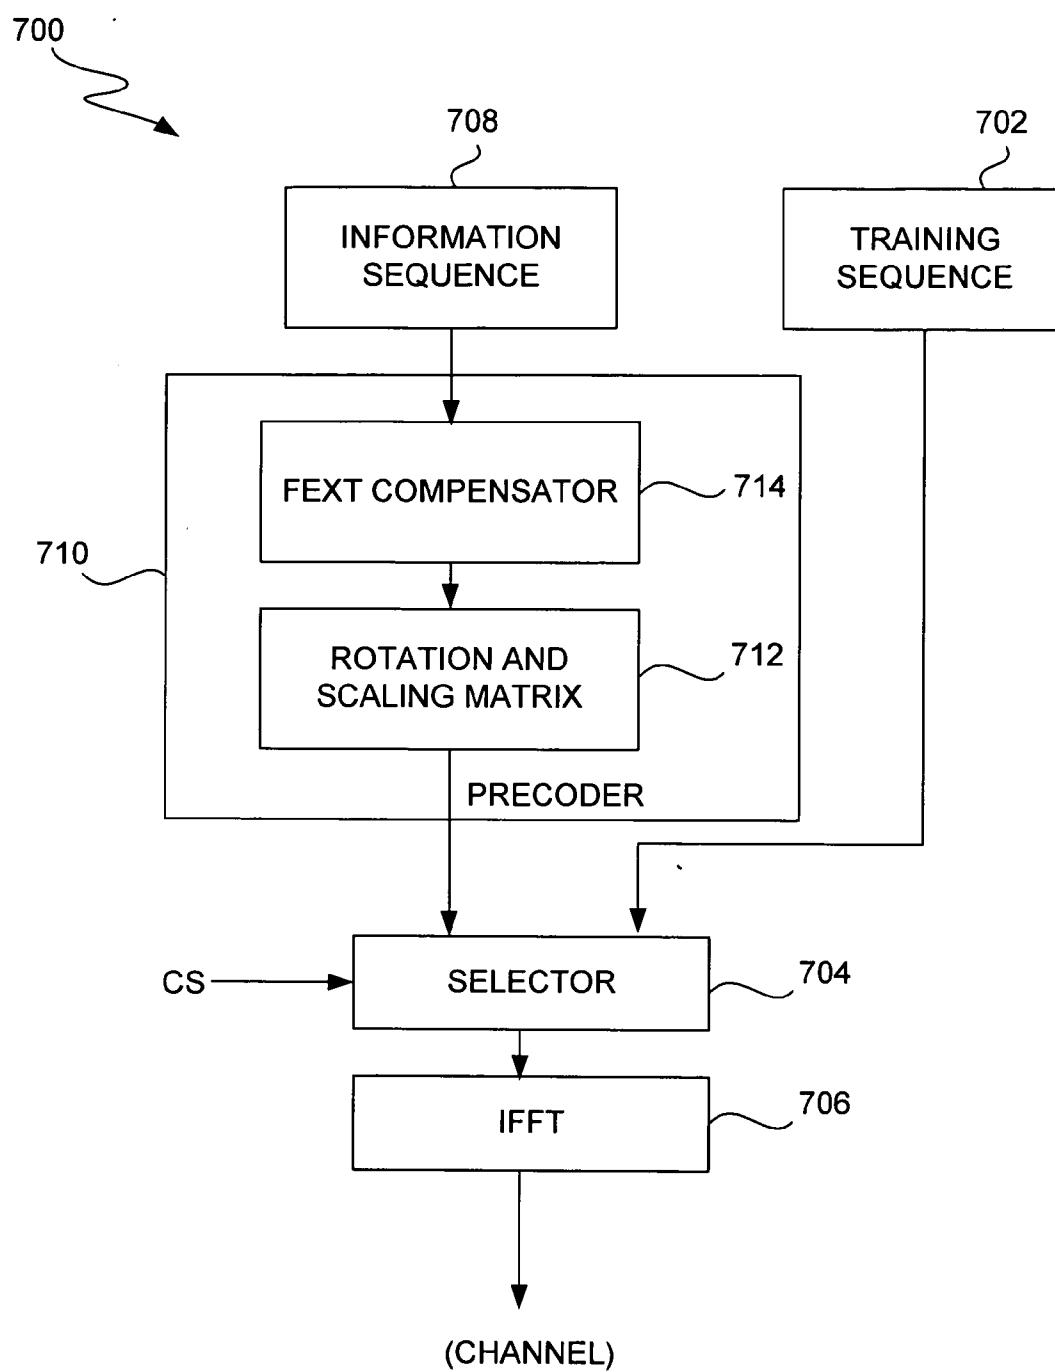 700
708
702
INFORMATION
SEQUENCE
TRAINING
SEQUENCE
FEXT COMPENSATOR
714
710
ROTATION AND
SCALING MATRIX
712
PRECODER
CS
SELECTOR
704
IFFT
706
(CHANNEL)